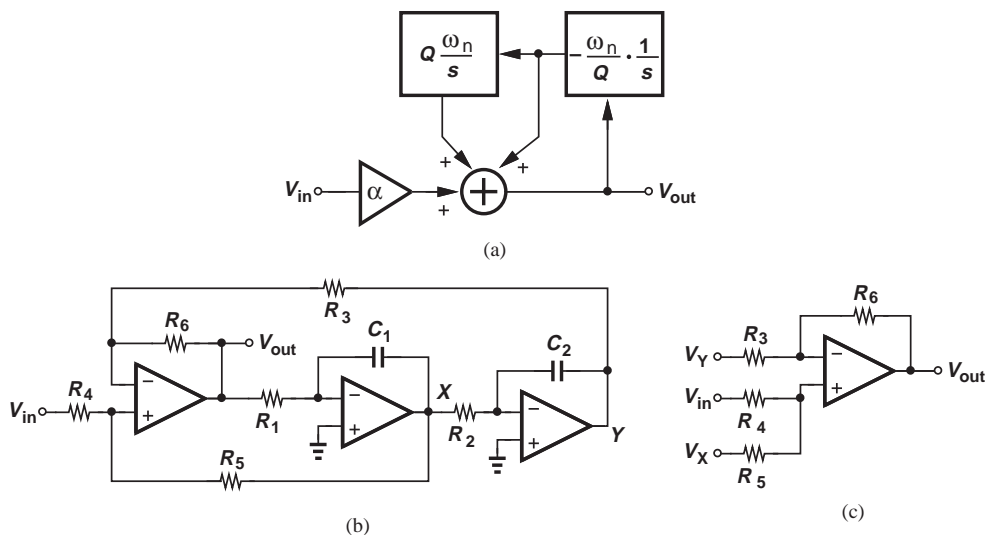 Q ωn/s
− ωn/Q · 1/s
+ +
Vin α + Vout
(a)
R3
R6
C1
Vout
C2
R4
Vin
R1
X
R2
Y
R5
(b)
R6
R3
VY
Vin
R4
Vout
VX
R5
(c)